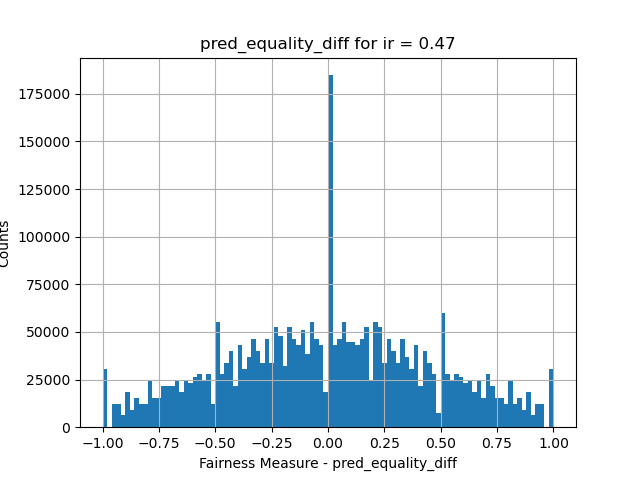 pred_equality_diff for ir = 0.47
175000
150000
125000
100000
75000
50000
25000
0
Counts
−1.00 −0.75 −0.50 −0.25 0.00 0.25 0.50 0.75 1.00
Fairness Measure - pred_equality_diff